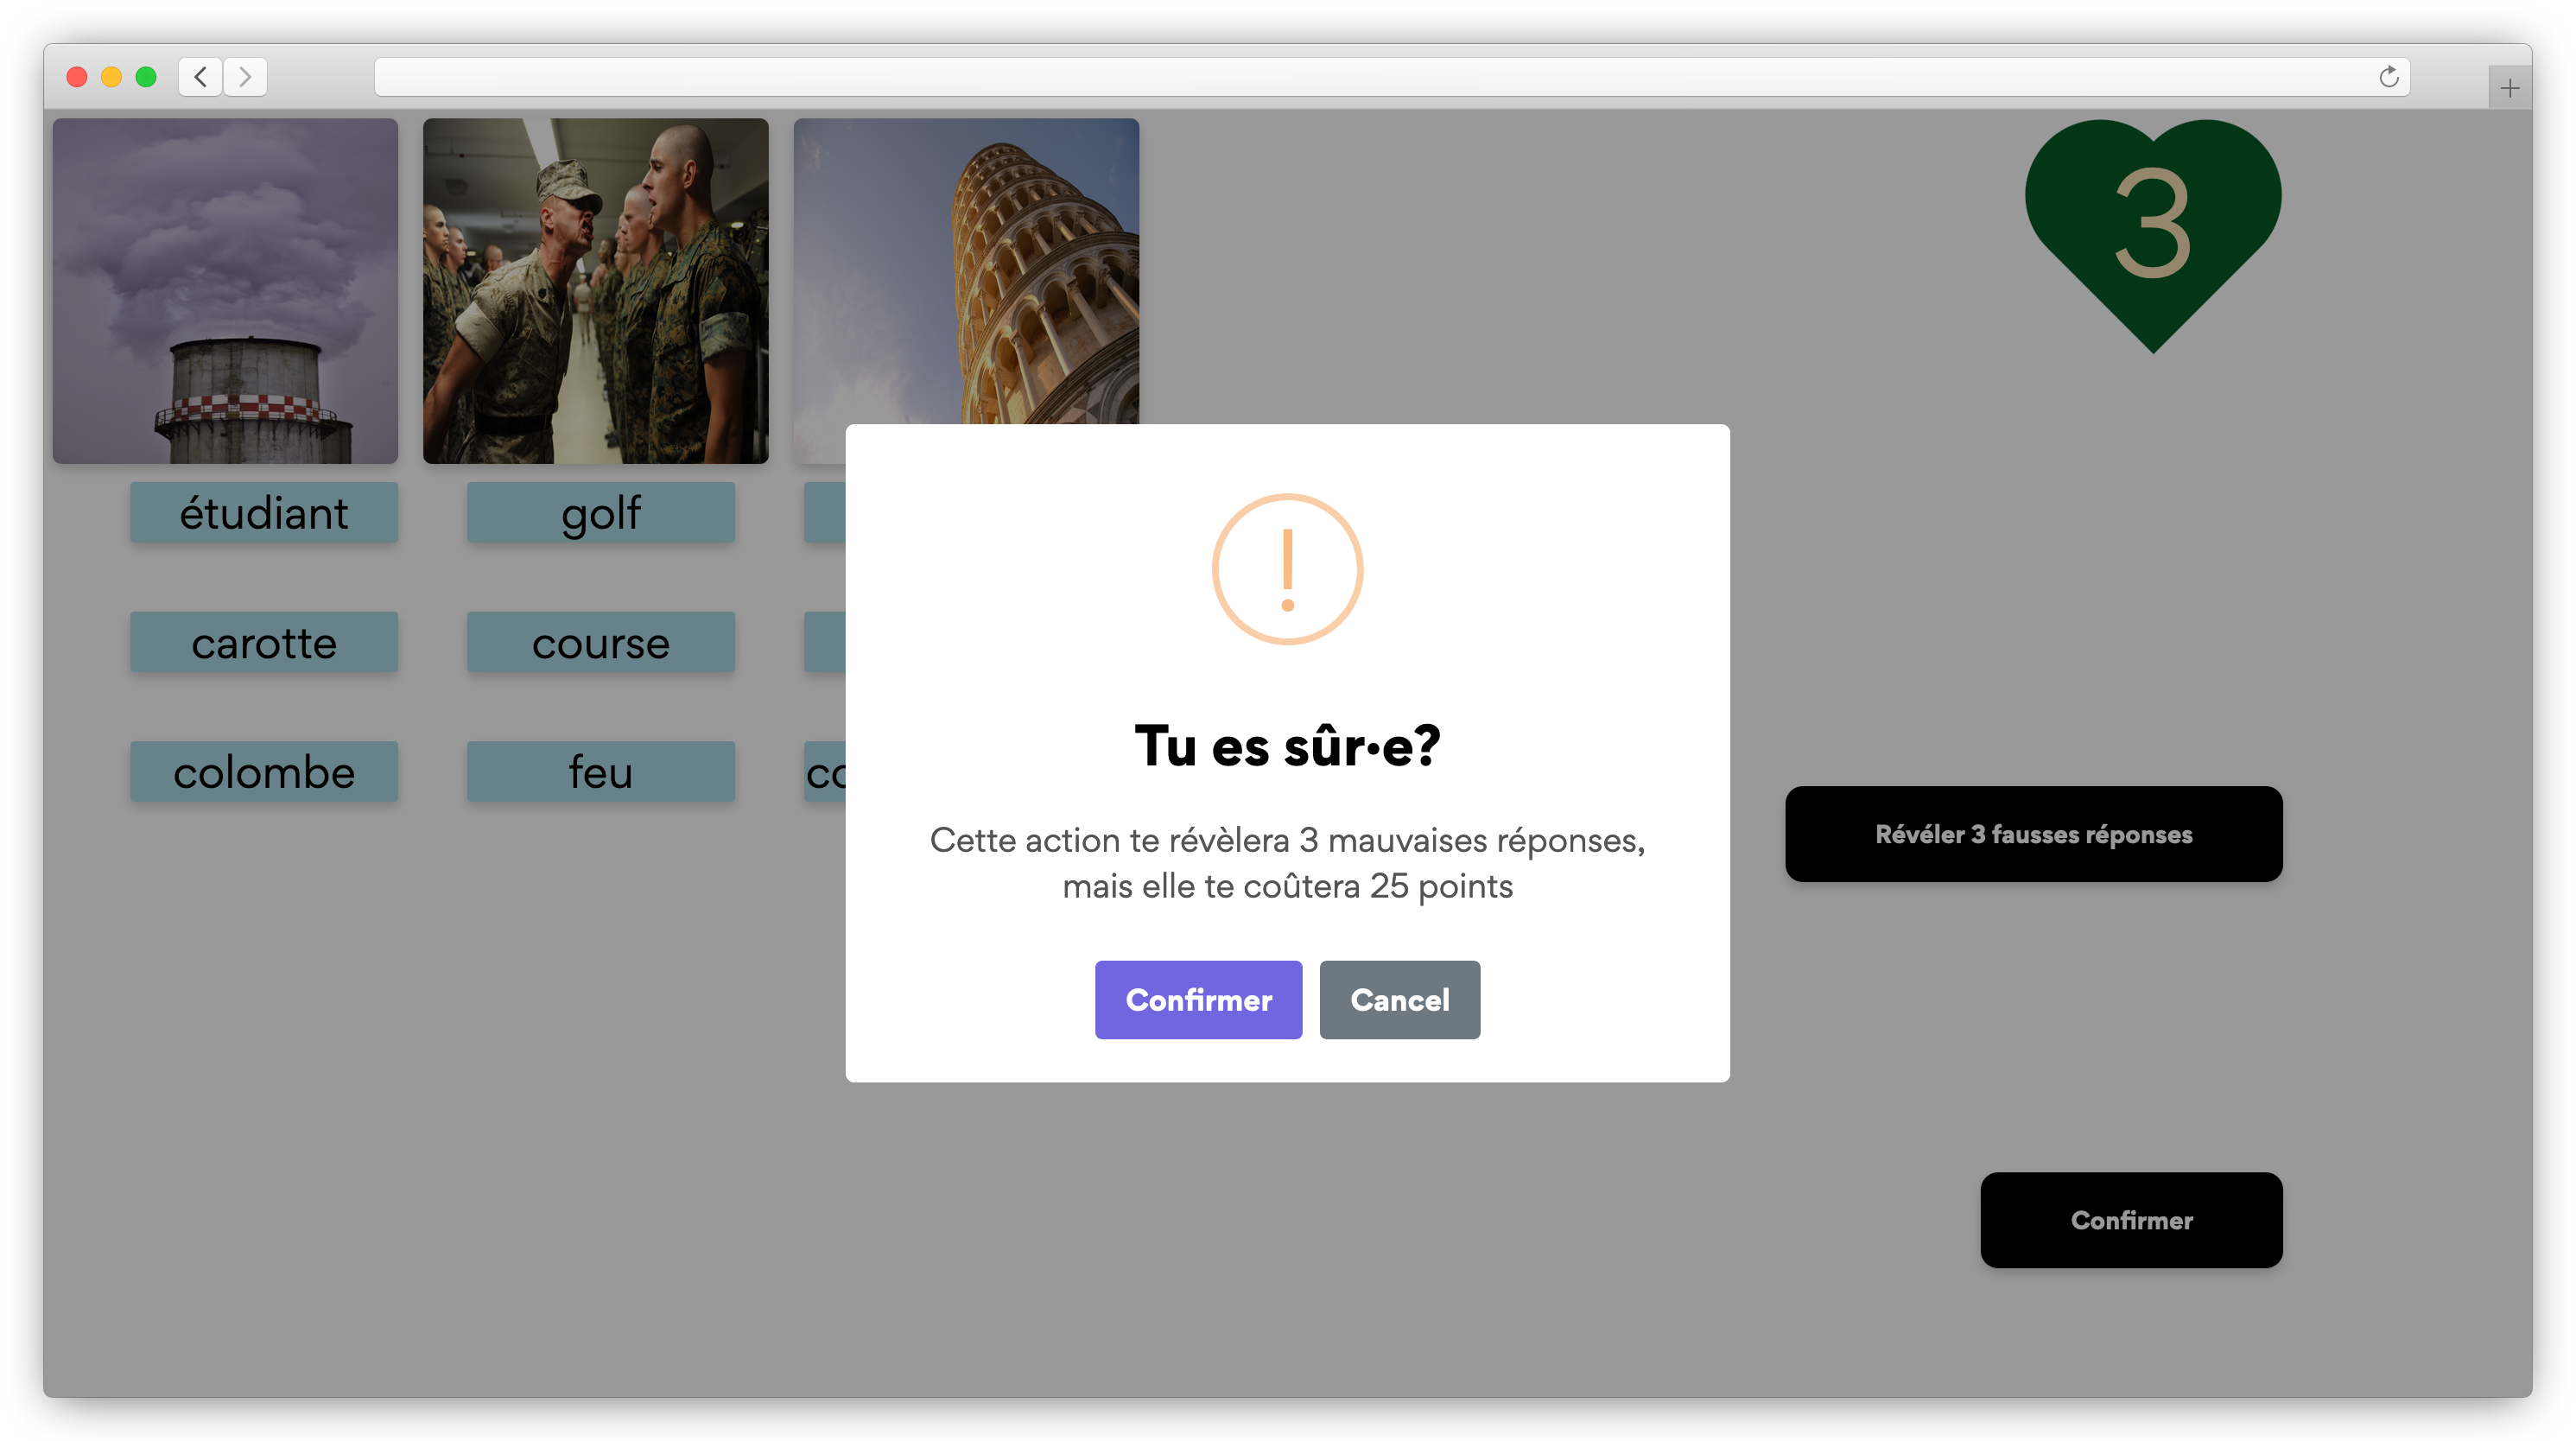 3
étudiant
golf
carotte
course
colombe
feu
Tu es sûr·e?
Cette action te révèlera 3 mauvaises réponses,
mais elle te coûtera 25 points
Confirmer
Cancel
Révéler 3 fausses réponses
Confirmer